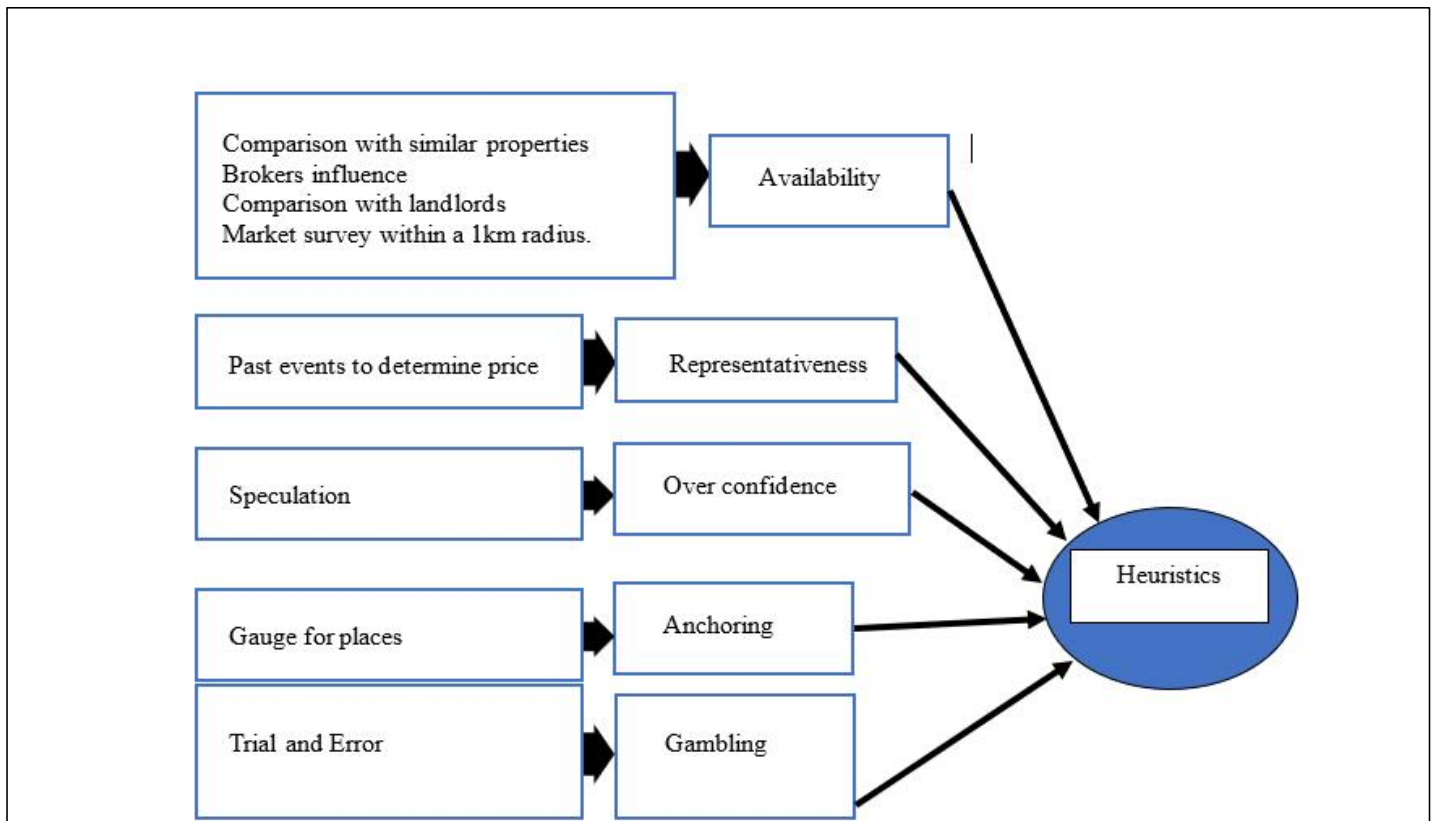 Comparison with similar properties
Brokers influence
Comparison with landlords
Market survey within a 1km radius.
Availability
Past events to determine price
Representativeness
Speculation
Over confidence
Heuristics
Gauge for places
Anchoring
Trial and Error
Gambling